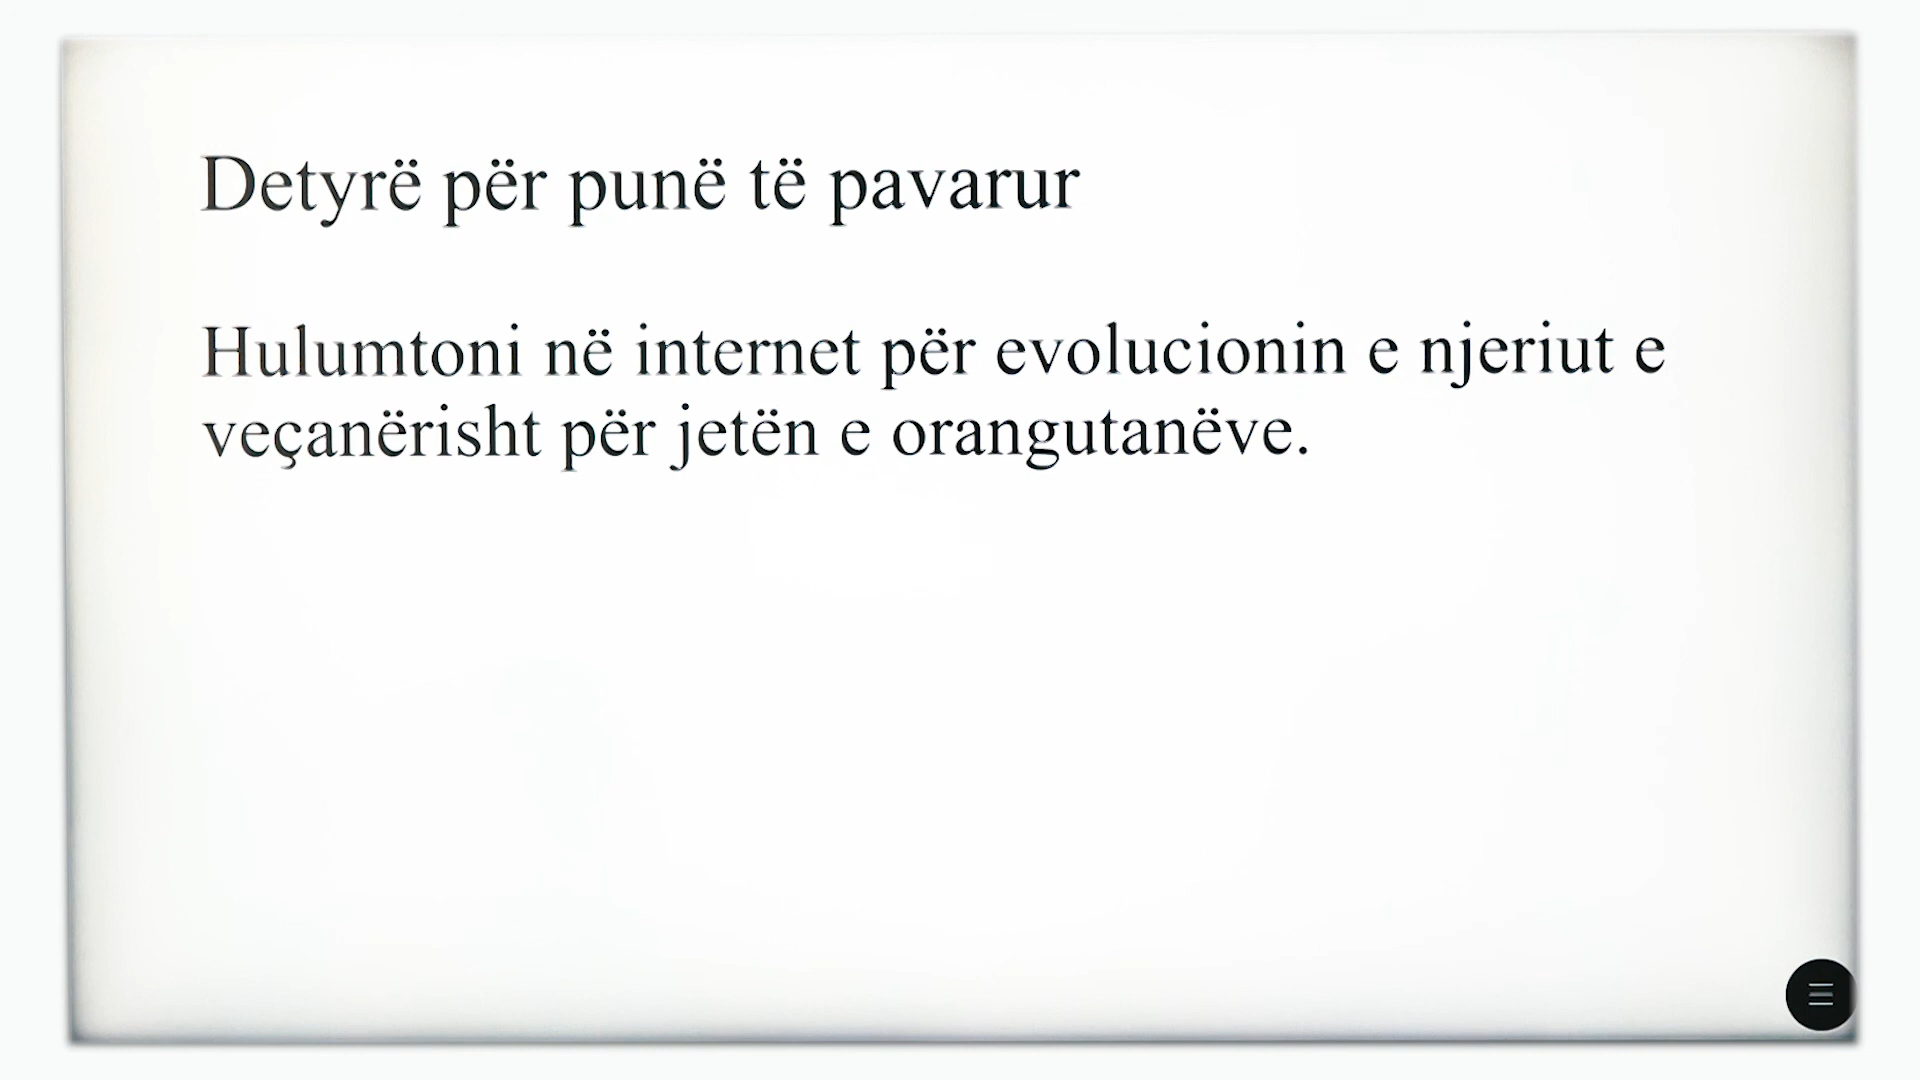 Detyrë për punë të pavarur
Hulumtoni në internet për evolucionin e njeriut e
veçanërisht për jetën e orangutanëve.